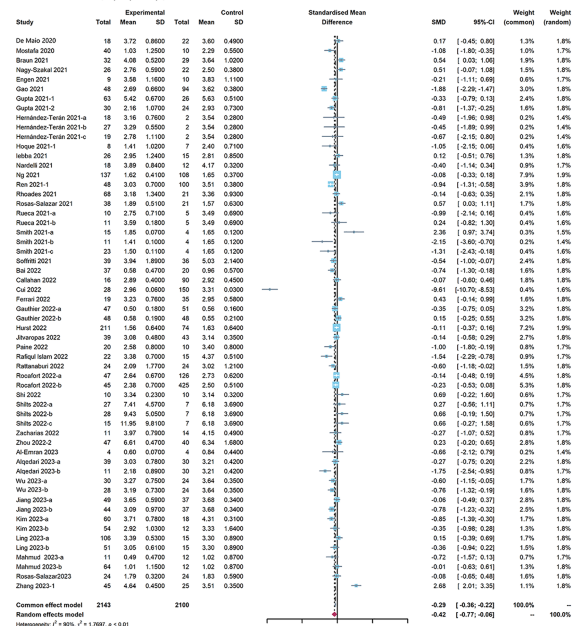 Experimental Control Standardised Mean Weight Weight
Total Mean SD Total Mean SD Difference SMD 95%-CI (common) (random)
De Maio 2020 18 3.72 0.8600 22 3.60 0.4900 0.17 [ -0.45; 0.80] 1.3% 1.8%
Mostafa 2020 40 1.03 1.2500 10 2.29 0.5500 -1.08 [ -1.80; -0.35] 0.9% 1.8%
Braun 2021 32 4.08 0.5200 29 3.64 1.0200 0.54 [ 0.03; 1.06] 1.8% 1.8%
Nagy-Szakal 2021 26 2.76 0.5900 22 2.50 0.3800 0.51 [ -0.07; 1.08] 1.5% 1.8%
Engen 2021 9 3.58 1.1600 10 3.83 1.1100 -0.21 [ -1.11; 0.69] 0.6% 1.8%
Gao 2021 48 2.69 0.6600 94 3.62 0.3800 -1.88 [ -2.29; -1.47] 3.0% 1.8%
Gupta 2021-1 63 5.42 0.6700 26 5.63 0.5100 -0.33 [ -0.79; 0.13] 2.3% 1.8%
Gupta 2021-2 30 2.16 1.0700 24 2.93 0.7300 -0.81 [ -1.37; -0.25] 1.6% 1.8%
Hernández-Terán 2021-a 18 3.16 0.7600 2 3.54 0.2800 -0.49 [ -1.96; 0.98] 0.2% 1.7%
Hernández-Terán 2021-b 27 3.29 0.5500 2 3.54 0.2800 -0.45 [ -1.89; 0.99] 0.2% 1.7%
Hernández-Terán 2021-c 19 2.78 1.1100 2 3.54 0.2800 -0.67 [ -2.15; 0.80] 0.2% 1.7%
Hoque 2021-1 8 1.41 1.0200 7 2.40 0.7100 -1.05 [ -2.15; 0.06] 0.4% 1.8%
Iebba 2021 26 2.95 1.2400 15 2.81 0.8500 0.12 [ -0.51; 0.76] 1.3% 1.8%
Nardelli 2021 18 3.89 0.8400 12 4.17 0.3200 -0.40 [ -1.14; 0.34] 0.9% 1.8%
Ng 2021 137 1.62 0.4100 108 1.65 0.3700 -0.08 [ -0.33; 0.18] 7.8% 1.8%
Ren 2021-1 48 3.03 0.7000 100 3.51 0.3800 -0.94 [ -1.31; -0.58] 3.8% 1.8%
Rhoades 2021 68 3.18 1.3400 21 3.36 0.9300 -0.14 [ -0.63; 0.35] 2.1% 1.8%
Rosas-Salazar 2021 38 1.89 0.5100 21 1.57 0.6300 0.57 [ 0.03; 1.11] 1.7% 1.8%
Rueca 2021-a 10 2.75 0.7100 5 3.49 0.6900 -0.99 [ -2.14; 0.16] 0.4% 1.7%
Rueca 2021-b 11 3.59 0.1800 5 3.49 0.6900 0.24 [ -0.82; 1.30] 0.4% 1.8%
Smith 2021-a 15 1.85 0.0700 4 1.65 0.1200 2.36 [ 0.97; 3.74] 0.3% 1.7%
Smith 2021-b 11 1.41 0.1000 4 1.65 0.1200 -2.15 [ -3.60; -0.70] 0.2% 1.7%
Smith 2021-c 23 1.50 0.1100 4 1.65 0.1200 -1.31 [ -2.43; -0.18] 0.4% 1.7%
Soffritti 2021 39 3.94 1.8900 36 5.03 2.1400 -0.54 [ -1.00; -0.07] 2.3% 1.8%
Bai 2022 37 0.58 0.4700 20 0.96 0.5700 -0.74 [ -1.30; -0.18] 1.6% 1.8%
Callahan 2022 16 2.89 0.4000 90 2.92 0.4500 -0.07 [ -0.60; 0.46] 1.7% 1.8%
Cui 2022 28 2.96 0.0600 150 3.31 0.0300 -9.61 [-10.70; -8.53] 0.4% 1.8%
Ferrari 2022 19 3.23 0.7600 35 2.95 0.5800 0.43 [ -0.14; 0.99] 1.5% 1.8%
Gauthier 2022-a 47 0.50 0.1800 51 0.56 0.1600 -0.35 [ -0.75; 0.05] 3.1% 1.8%
Gauthier 2022-b 48 0.58 0.1900 48 0.55 0.2100 0.15 [ -0.25; 0.55] 3.1% 1.8%
Hurst 2022 211 1.56 0.6400 74 1.63 0.6400 -0.11 [ -0.37; 0.16] 7.1% 1.9%
Jitvaropas 2022 39 3.08 0.4800 43 3.14 0.3500 -0.14 [ -0.58; 0.29] 2.6% 1.8%
Paine 2022 20 2.58 0.8000 10 3.40 0.8000 -1.00 [ -1.80; -0.19] 0.8% 1.8%
Rafiqul Islam 2022 22 3.38 0.7000 15 4.37 0.5100 -1.54 [ -2.29; -0.78] 0.9% 1.8%
Rattanaburi 2022 24 2.09 1.7700 24 3.02 1.2100 -0.60 [ -1.18; -0.02] 1.5% 1.8%
Rocafort 2022-a 47 2.64 0.6700 126 2.73 0.6200 -0.14 [ -0.48; 0.19] 4.4% 1.8%
Rocafort 2022-b 45 2.38 0.7000 425 2.50 0.5100 -0.23 [ -0.53; 0.08] 5.2% 1.8%
Shi 2022 10 3.34 0.2300 10 3.14 0.3200 0.69 [ -0.22; 1.60] 0.6% 1.8%
Shilts 2022-a 27 7.41 4.5700 7 6.18 3.6900 0.27 [ -0.56; 1.11] 0.7% 1.8%
Shilts 2022-b 28 9.43 5.0500 7 6.18 3.6900 0.66 [ -0.19; 1.50] 0.7% 1.8%
Shilts 2022-c 15 11.95 9.8100 7 6.18 3.6900 0.66 [ -0.27; 1.58] 0.6% 1.8%
Zacharias 2022 11 3.97 0.7900 14 4.15 0.4900 -0.27 [ -1.07; 0.52] 0.8% 1.8%
Zhou 2022-2 47 6.61 0.4700 40 6.34 1.6800 0.23 [ -0.20; 0.65] 2.8% 1.8%
Al-Emran 2023 4 0.60 0.0700 4 0.84 0.4400 -0.66 [ -2.12; 0.79] 0.2% 1.7%
Alqedari 2023-a 39 3.03 0.7800 30 3.21 0.4200 -0.27 [ -0.75; 0.20] 2.2% 1.8%
Alqedari 2023-b 11 2.18 0.8900 30 3.21 0.4200 -1.75 [ -2.54; -0.95] 0.8% 1.8%
Wu 2023-a 30 3.27 0.7500 24 3.64 0.3500 -0.60 [ -1.15; -0.05] 1.7% 1.8%
Wu 2023-b 28 3.19 0.7300 24 3.64 0.3500 -0.76 [ -1.32; -0.19] 1.6% 1.8%
Jiang 2023-a 49 3.65 0.5900 37 3.68 0.3400 -0.06 [ -0.49; 0.37] 2.7% 1.8%
Jiang 2023-b 44 3.09 0.9700 37 3.68 0.3400 -0.78 [ -1.23; -0.32] 2.4% 1.8%
Kim 2023-a 60 3.71 0.7800 18 4.31 0.3100 -0.85 [ -1.39; -0.30] 1.7% 1.8%
Kim 2023-b 54 2.92 1.0300 12 3.33 1.6400 -0.35 [ -0.98; 0.28] 1.3% 1.8%
Ling 2023-a 106 3.39 0.5300 15 3.30 0.8900 0.15 [ -0.39; 0.69] 1.7% 1.8%
Ling 2023-b 51 3.05 0.6100 15 3.30 0.8900 -0.36 [ -0.94; 0.22] 1.5% 1.8%
Mahmud 2023-a 11 0.49 0.4700 12 1.02 0.8700 -0.72 [ -1.57; 0.13] 0.7% 1.8%
Mahmud 2023-b 64 1.01 1.1500 12 1.02 0.8700 -0.01 [ -0.63; 0.61] 1.3% 1.8%
Rosas-Salazar2023 24 1.79 0.3200 24 1.83 0.5900 -0.08 [ -0.65; 0.48] 1.5% 1.8%
Zhang 2023-1 45 4.64 0.4500 25 3.51 0.3500 2.68 [ 2.01; 3.35] 1.1% 1.8%
Common effect model 2143 2100 -0.29 [ -0.36; -0.22] 100.0% --
Random effects model -0.42 [ -0.77; -0.06] -- 100.0%
Heterogeneity: I² = 90%, τ² = 1.7697, p < 0.01